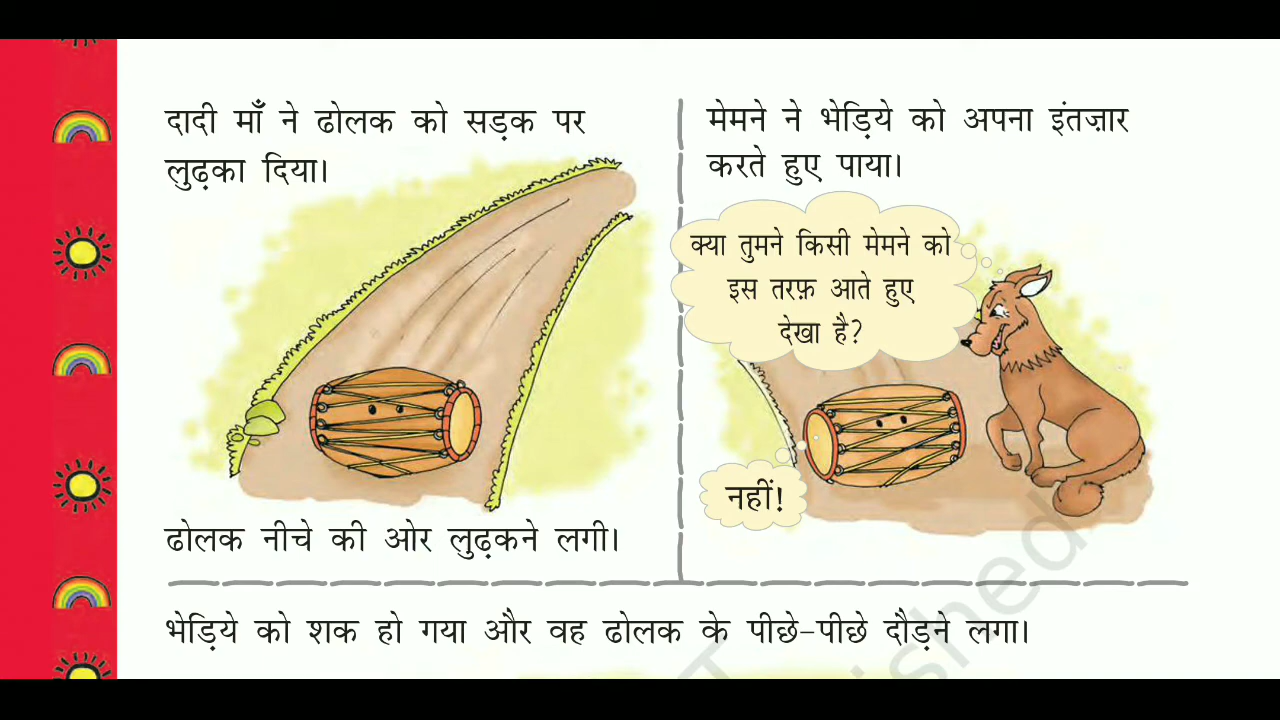 दादी माँ ने ढोलक को सड़क पर
लुढ़का दिया।
ढोलक नीचे की ओर लुढ़कने लगी।
मेमने ने भेड़िये को अपना इंतज़ार
करते हुए पाया।
क्या तुमने किसी मेमने को
इस तरफ़ आते हुए
देखा है?
नहीं!
भेड़िये को शक हो गया और वह ढोलक के पीछे-पीछे दौड़ने लगा।